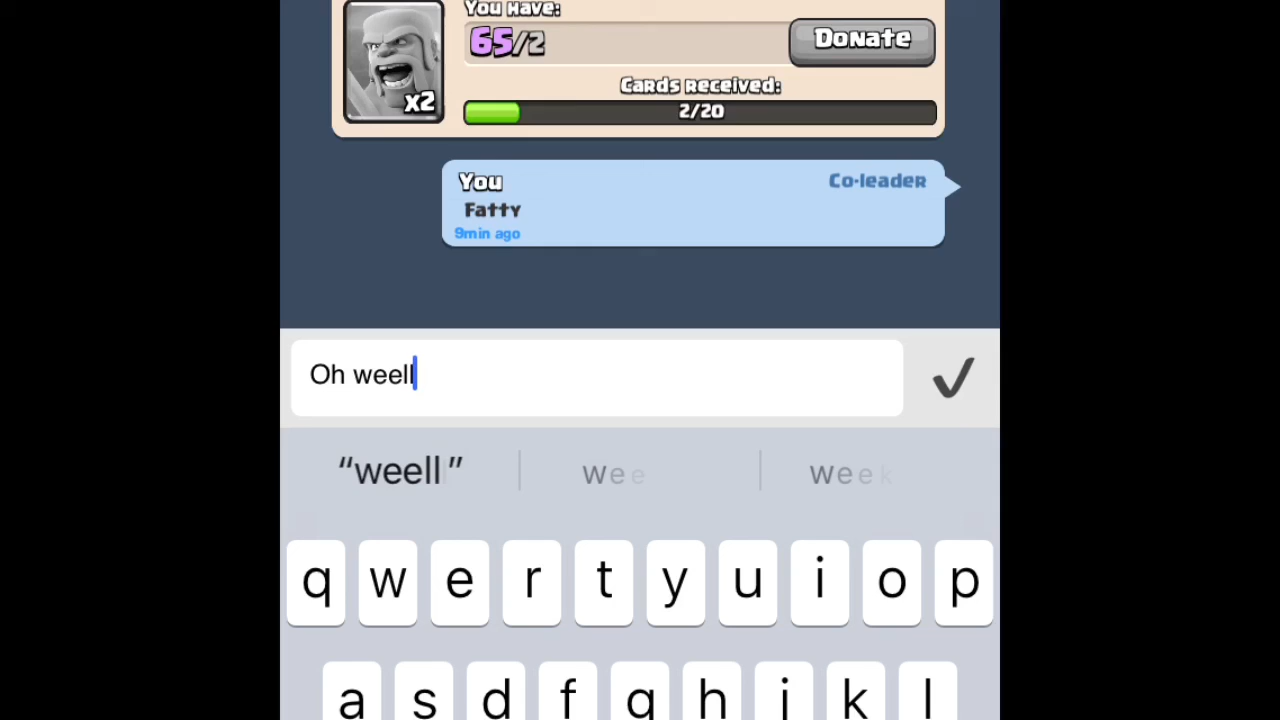 You have:
65/2
Donate
x2
Cards received:
2/20
You
Co-leader
Fatty
9min ago
Oh weell
“weell”
wee
week
q w e r t y u i o p
a s d f g h j k l